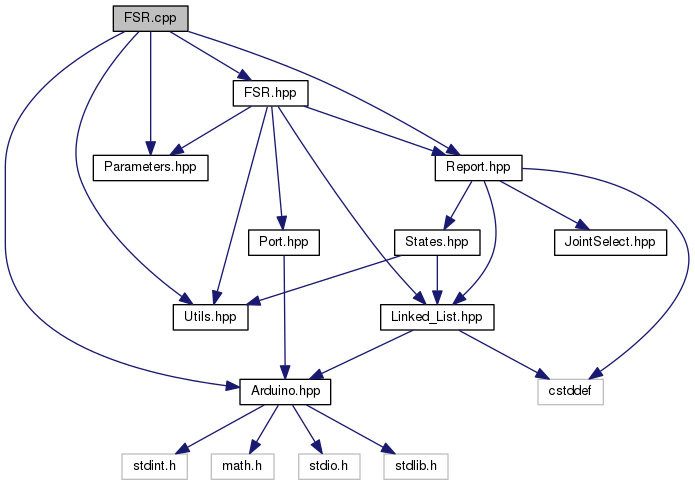 FSR.cpp
FSR.hpp
Parameters.hpp
Report.hpp
Port.hpp
States.hpp
JointSelect.hpp
Utils.hpp
Linked_List.hpp
Arduino.hpp
cstddef
stdint.h
math.h
stdio.h
stdlib.h